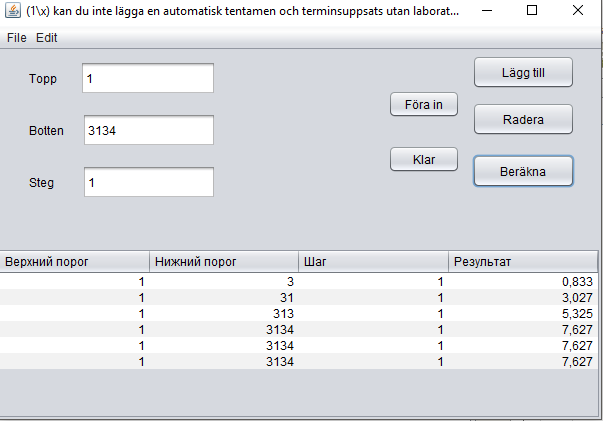 (1\x) kan du inte lägga en automatisk tentamen och terminsuppsats utan laborat...
File Edit
Topp 1
Lägg till
Föra in
Radera
Botten 3134
Klar
Beräkna
Steg 1
Верхний порог Нижний порог Шаг Результат
1 3 1 0,833
1 31 1 3,027
1 313 1 5,325
1 3134 1 7,627
1 3134 1 7,627
1 3134 1 7,627